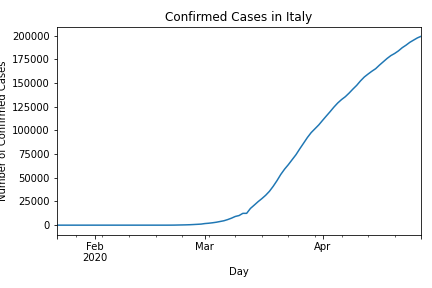 Confirmed Cases in Italy
Number of Confirmed Cases
200000
175000
150000
125000
100000
75000
50000
25000
0
Feb
2020
Mar
Apr
Day